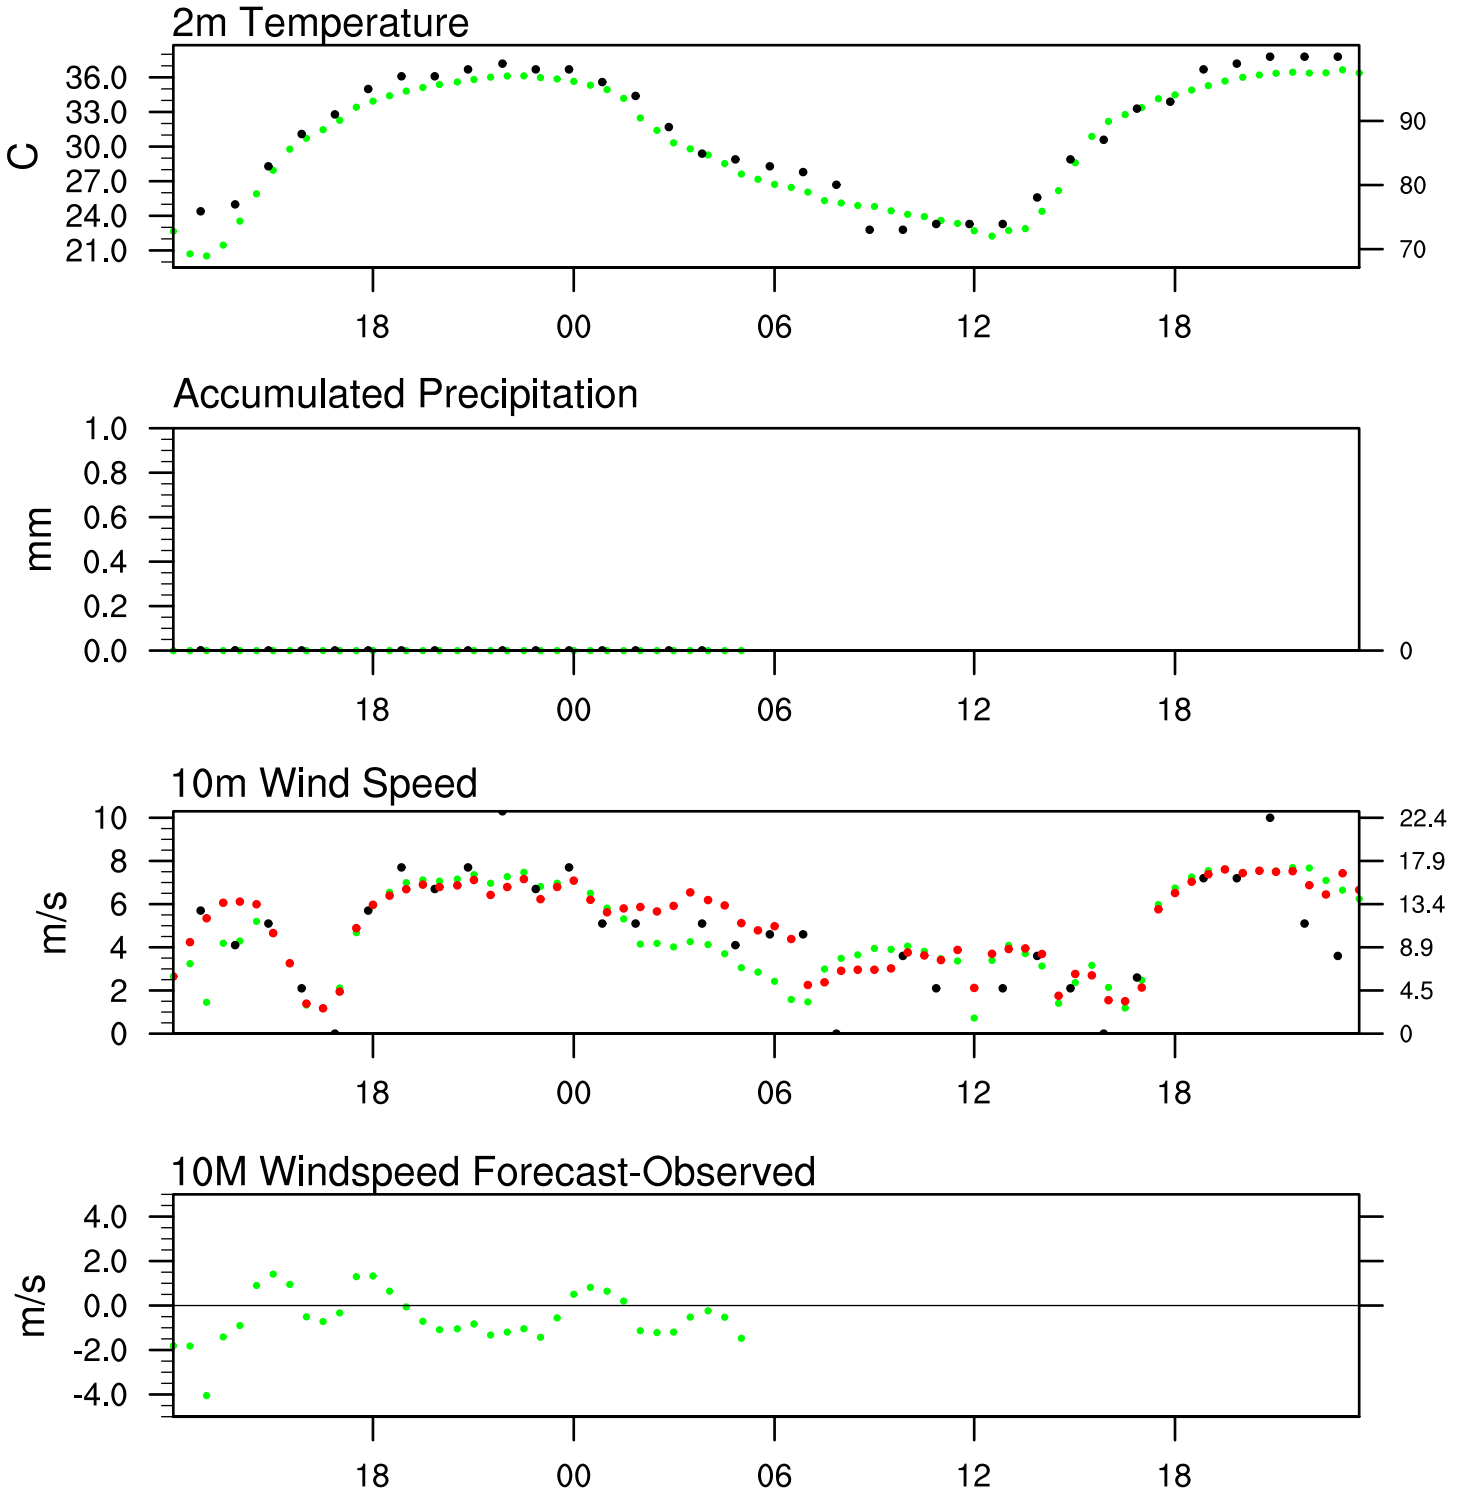 2m Temperature
C
36.0
33.0
30.0
27.0
24.0
21.0
90
80
70
18 00 06 12 18
Accumulated Precipitation
mm
1.0
0.8
0.6
0.4
0.2
0.0
0
18 00 06 12 18
10m Wind Speed
m/s
10
8
6
4
2
0
22.4
17.9
13.4
8.9
4.5
0
18 00 06 12 18
10M Windspeed Forecast-Observed
m/s
4.0
2.0
0.0
-2.0
-4.0
18 00 06 12 18